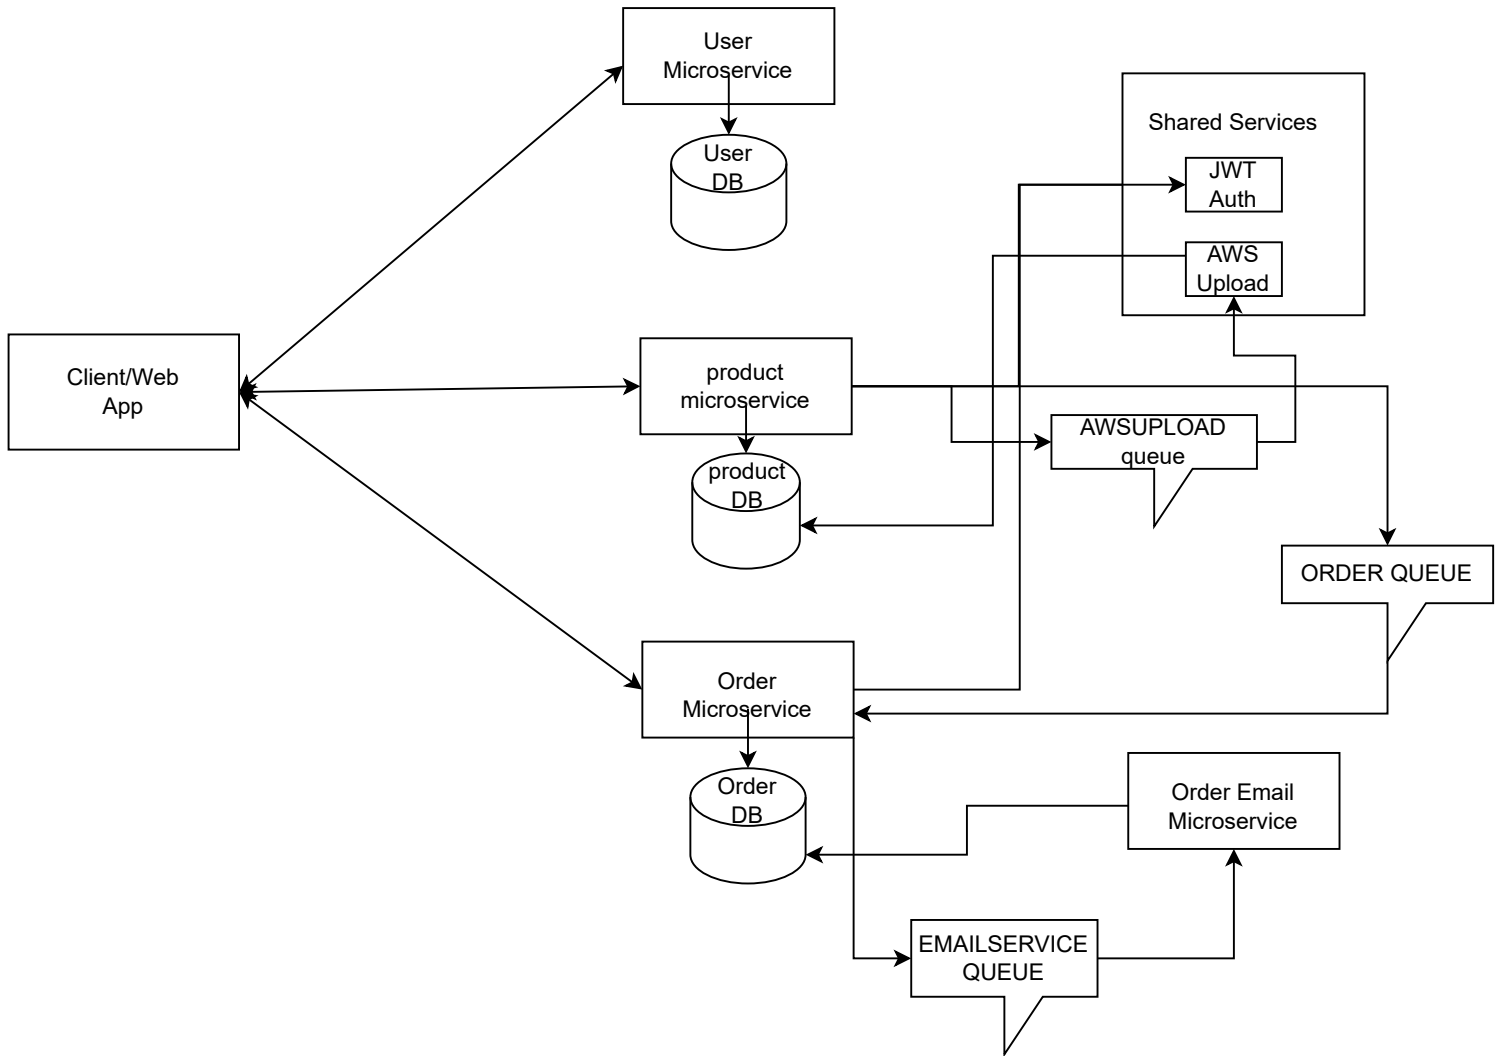 User
Microservice
User
DB
Shared Services
JWT
Auth
AWS
Upload
Client/Web
App
product
microservice
product
DB
AWSUPLOAD
queue
ORDER QUEUE
Order
Microservice
Order
DB
Order Email
Microservice
EMAILSERVICE
QUEUE